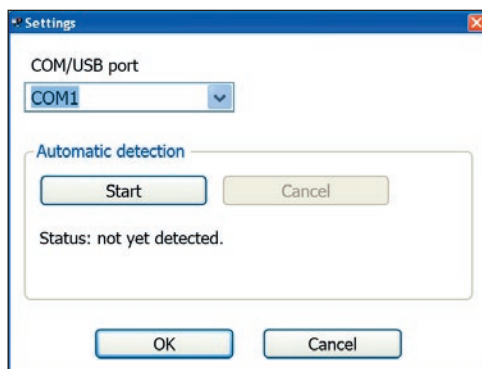 Settings
COM/USB port
COM1
Automatic detection
Start Cancel
Status: not yet detected.
OK Cancel